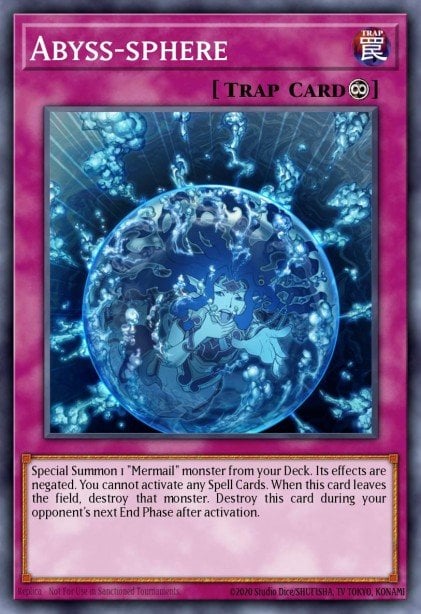 Abyss-sphere
TRAP
罠
[Trap Card]
Special Summon 1 "Mermail" monster from your Deck. Its effects are
negated. You cannot activate any Spell Cards. When this card leaves
the field, destroy that monster. Destroy this card during your
opponent's next End Phase after activation.
Replica - Not For Use in Sanctioned Tournaments
©2020 Studio Dice/SHUEISHA, TV TOKYO, KONAMI